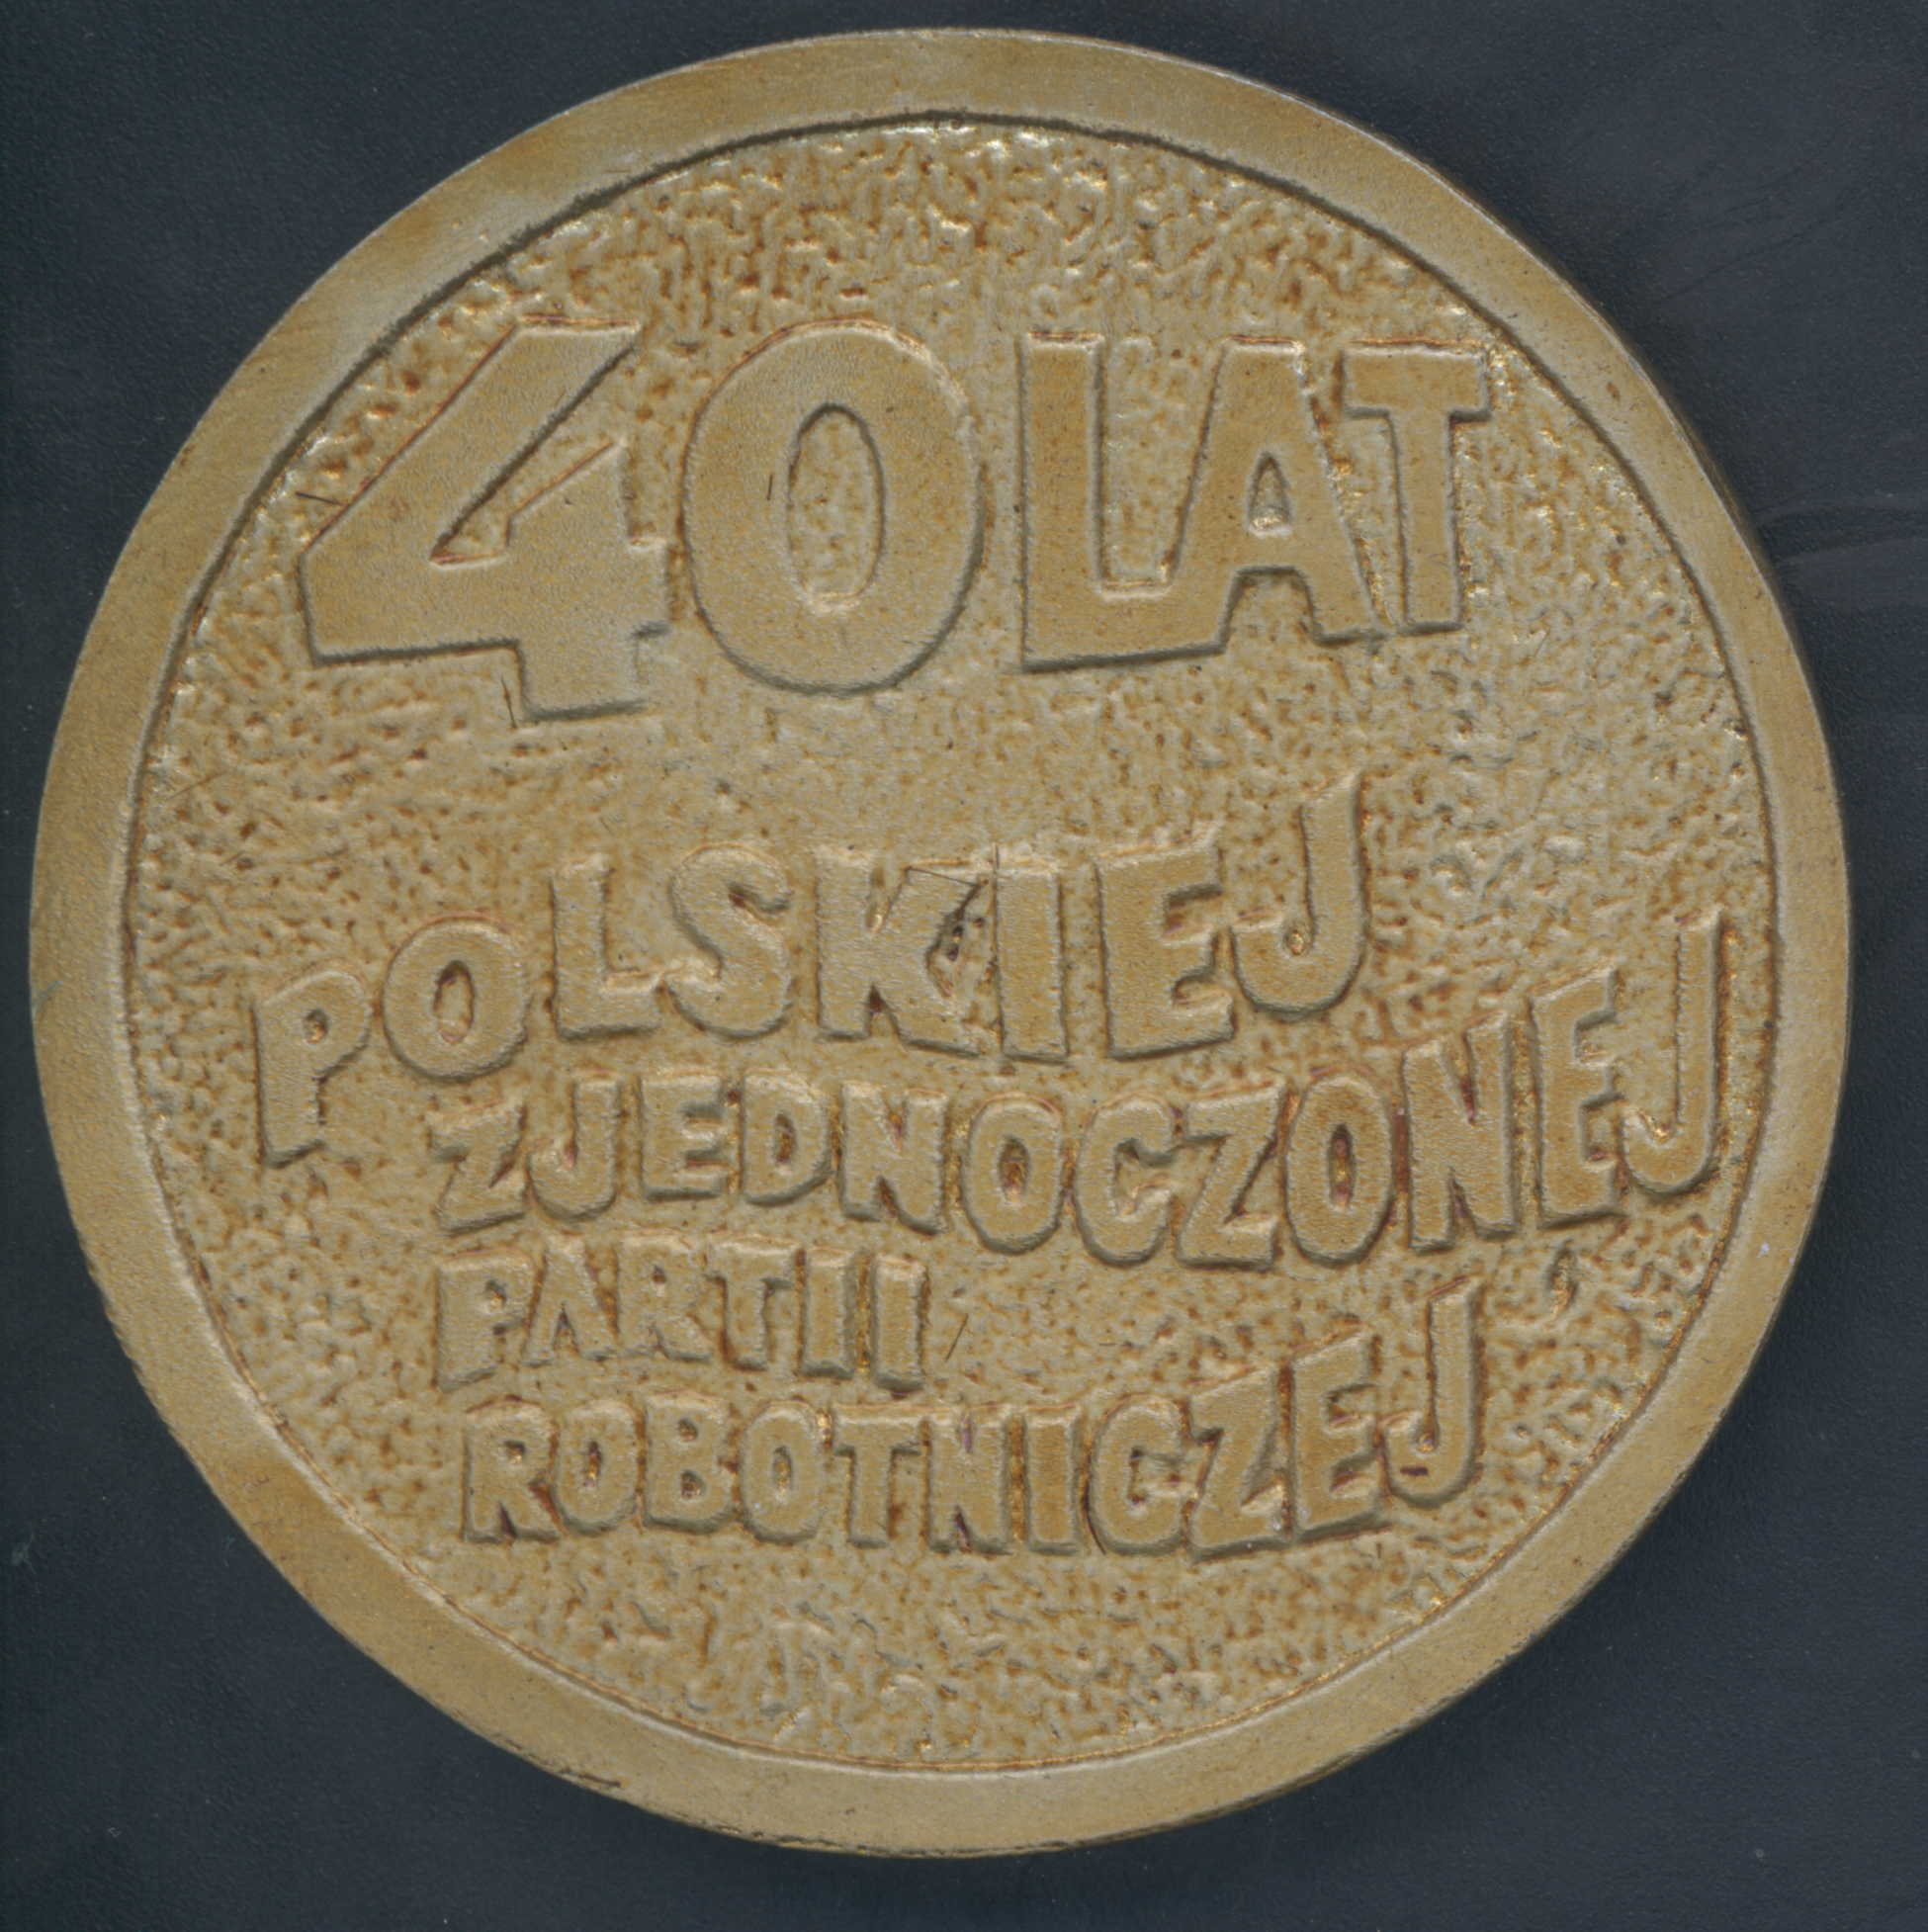 40 LAT
POLSKIEJ
ZJEDNOCZONEJ
PARTII
ROBOTNICZEJ